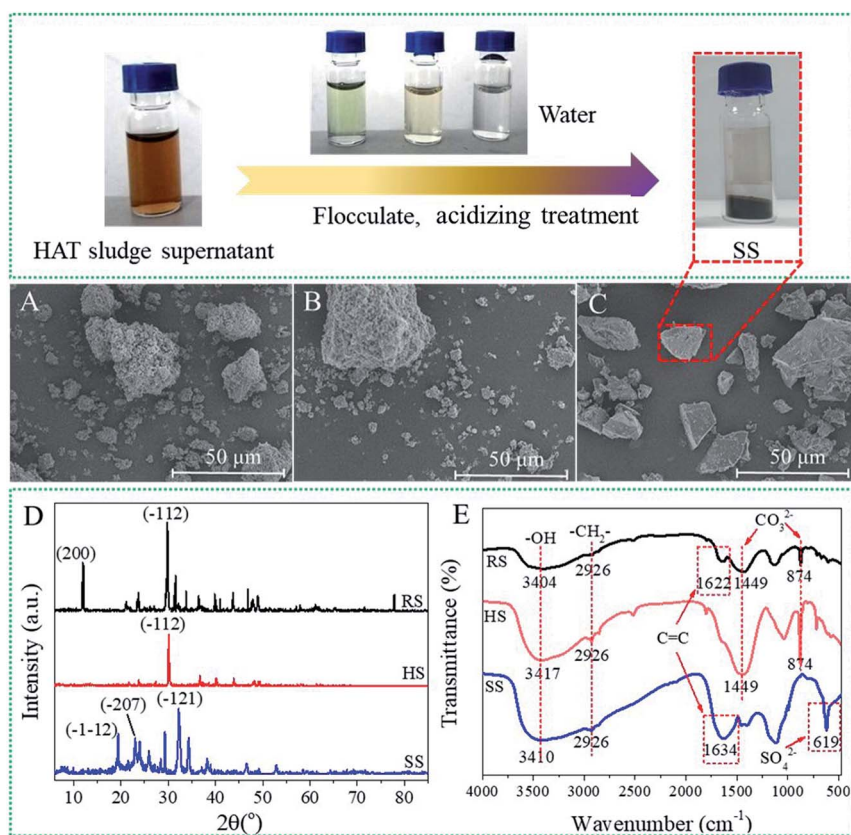 Water
Flocculate, acidizing treatment
HAT sludge supernatant
SS
A
50 μm
B
50 μm
C
50 μm
D
(200)
(-112)
RS
(-112)
HS
(-1-12)
(-207)
(-121)
SS
Intensity (a.u.)
10 20 30 40 50 60 70 80
2θ(°)
E
-OH
-CH₂-
CO₃²⁻
RS
3404
2926
1622
1449
874
HS
C=C
3417
2926
1449
874
SS
3410
2926
1634
SO₄²⁻
619
Transmittance (%)
4000 3500 3000 2500 2000 1500 1000 500
Wavenumber (cm⁻¹)